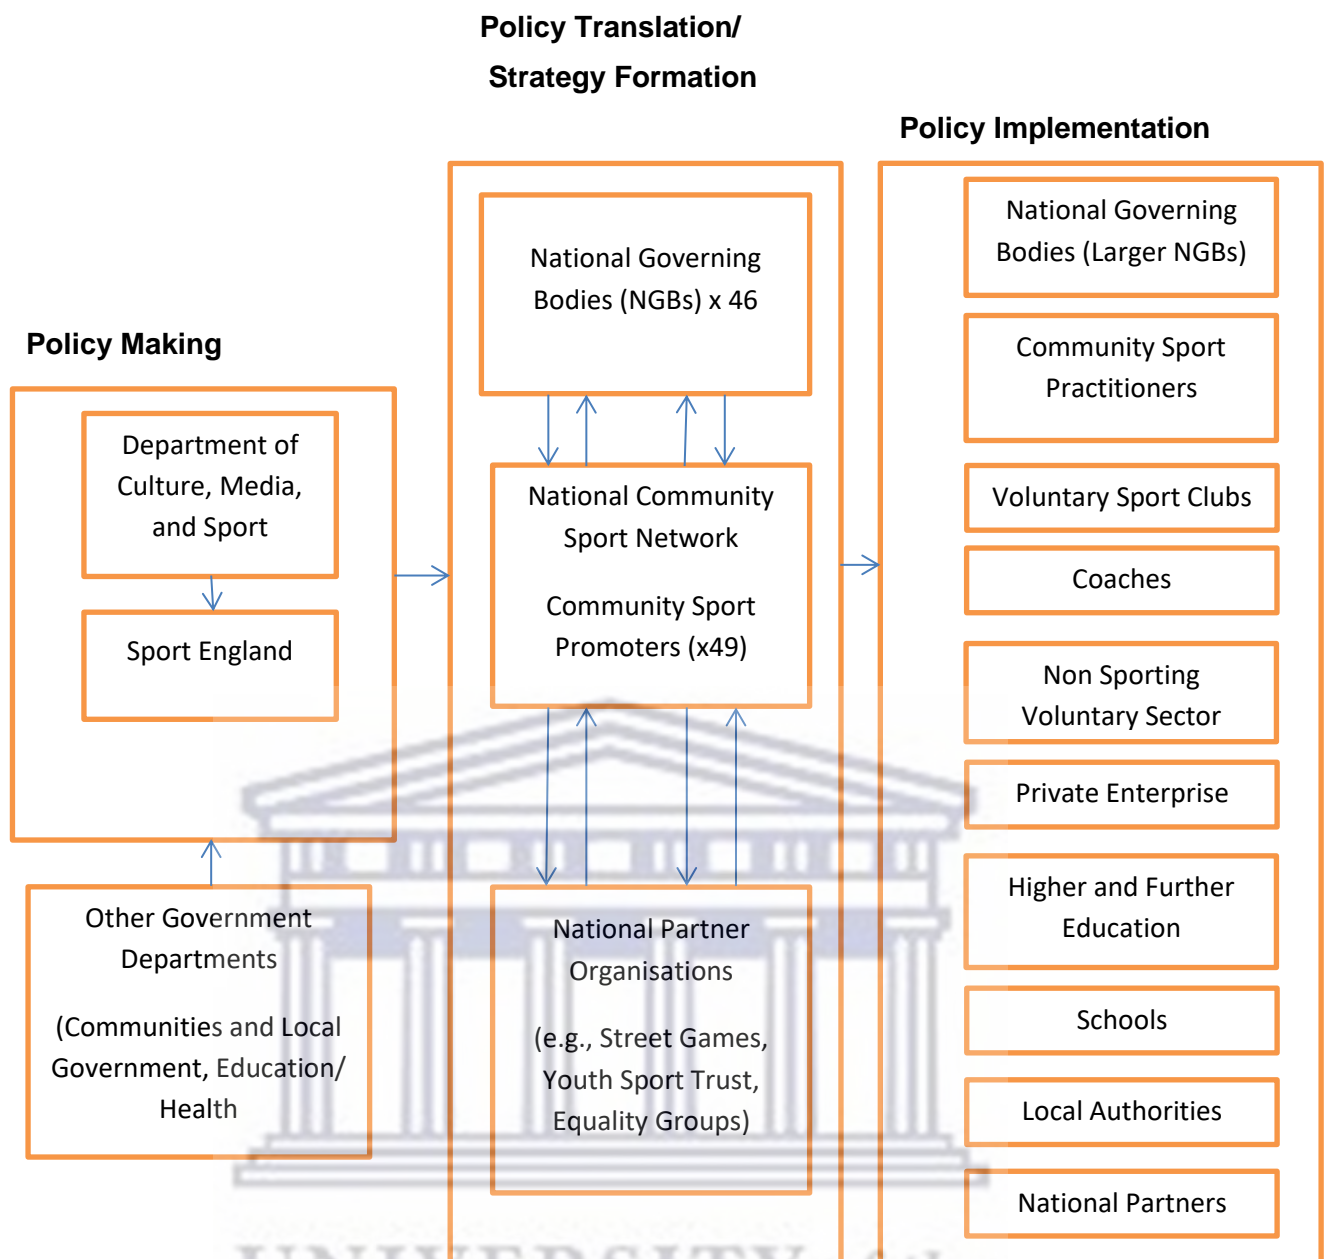 Policy Translation/
Strategy Formation
Policy Implementation
Policy Making
Department of
Culture, Media,
and Sport
Sport England
Other Government
Departments
(Communities and Local
Government, Education/
Health
National Governing
Bodies (NGBs) x 46
National Community
Sport Network
Community Sport
Promoters (x49)
National Partner
Organisations
(e.g., Street Games,
Youth Sport Trust,
Equality Groups)
National Governing
Bodies (Larger NGBs)
Community Sport
Practitioners
Voluntary Sport Clubs
Coaches
Non Sporting
Voluntary Sector
Private Enterprise
Higher and Further
Education
Schools
Local Authorities
National Partners
UNIVERSITY of the